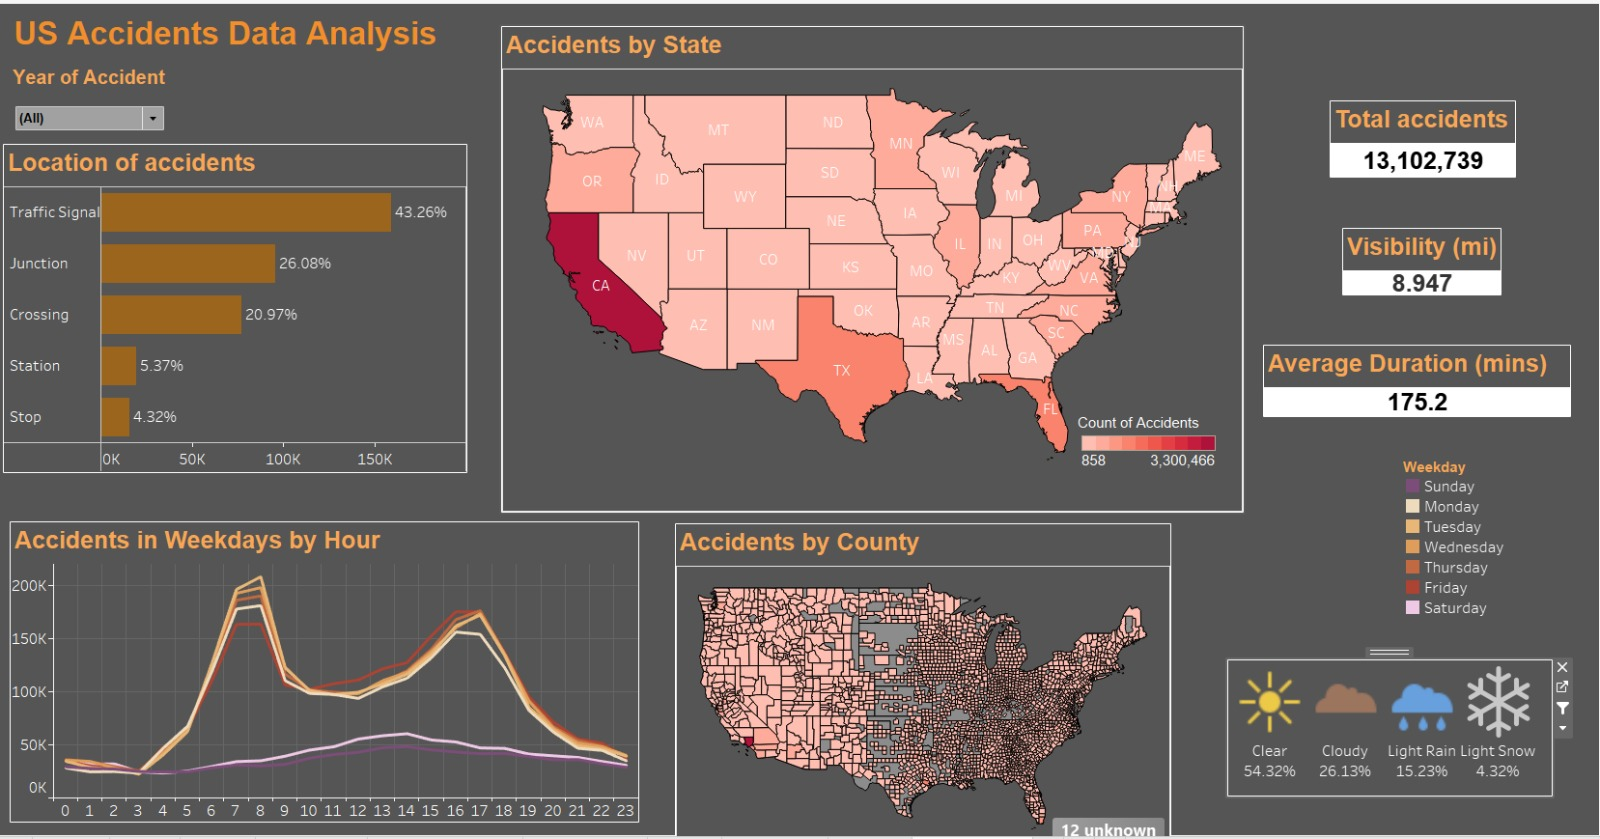 US Accidents Data Analysis
Year of Accident
(All)
Location of accidents
Traffic Signal 43.26%
Junction 26.08%
Crossing 20.97%
Station 5.37%
Stop 4.32%
0K 50K 100K 150K
Accidents by State
WA
MT
ND
MN
ME
OR
ID
WY
SD
WI
MI
NY
NH
MA
NV
UT
CO
NE
IA
IL
IN
OH
PA
NJ
MD
CA
KS
MO
KY
WV
VA
AZ
NM
OK
AR
TN
NC
SC
MS
AL
GA
TX
LA
FL
Count of Accidents
858 3,300,466
Total accidents
13,102,739
Visibility (mi)
8.947
Average Duration (mins)
175.2
Weekday
Sunday
Monday
Tuesday
Wednesday
Thursday
Friday
Saturday
Accidents in Weekdays by Hour
200K
150K
100K
50K
0K
0 1 2 3 4 5 6 7 8 9 10 11 12 13 14 15 16 17 18 19 20 21 22 23
Accidents by County
12 unknown
Clear Cloudy Light Rain Light Snow
54.32% 26.13% 15.23% 4.32%